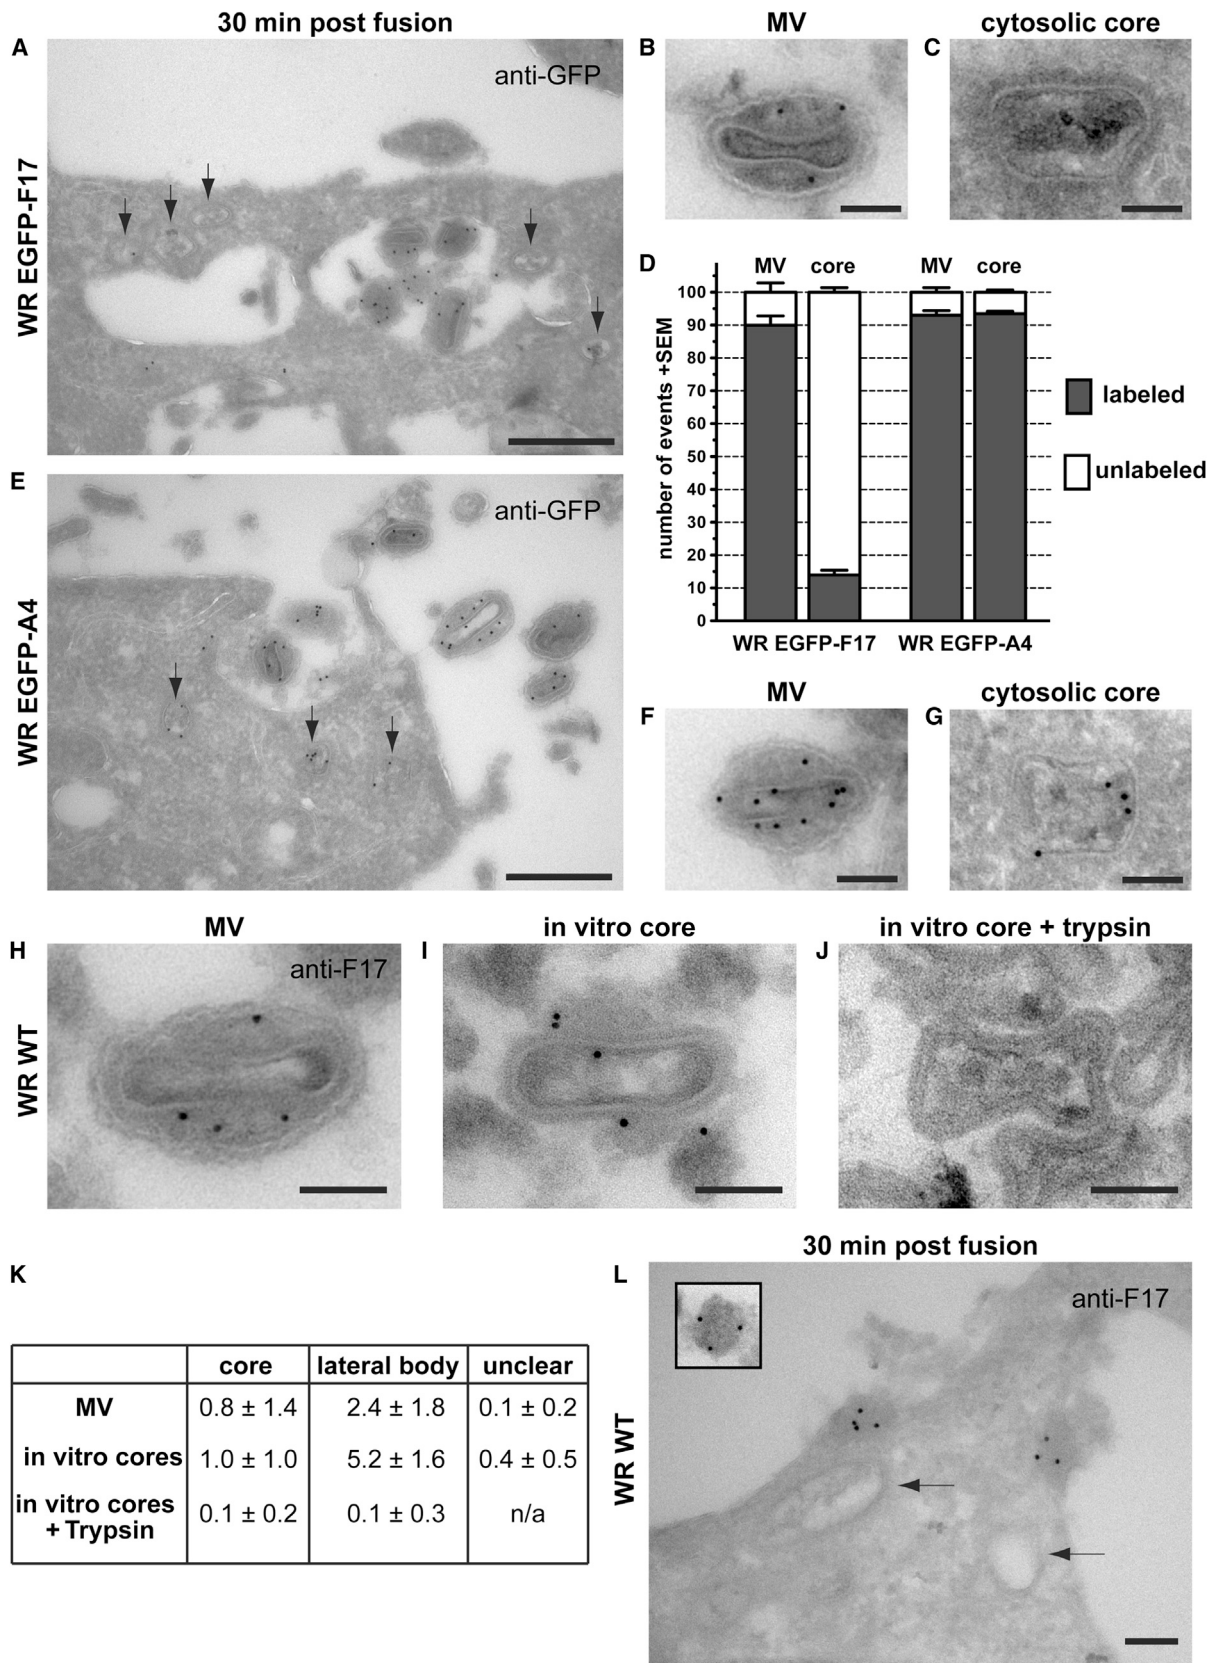 30 min post fusion
A
anti-GFP
WR EGFP-F17
MV
B
cytosolic core
C
D
MV core MV core
100
90
80
70
60
50
40
30
20
10
0
number of events +SEM
WR EGFP-F17 WR EGFP-A4
labeled
unlabeled
E
anti-GFP
WR EGFP-A4
MV
F
cytosolic core
G
MV
H
anti-F17
WR WT
in vitro core
I
in vitro core + trypsin
J
K
core lateral body unclear
MV 0.8 ± 1.4 2.4 ± 1.8 0.1 ± 0.2
in vitro cores 1.0 ± 1.0 5.2 ± 1.6 0.4 ± 0.5
in vitro cores
+ Trypsin 0.1 ± 0.2 0.1 ± 0.3 n/a
30 min post fusion
L
anti-F17
WR WT